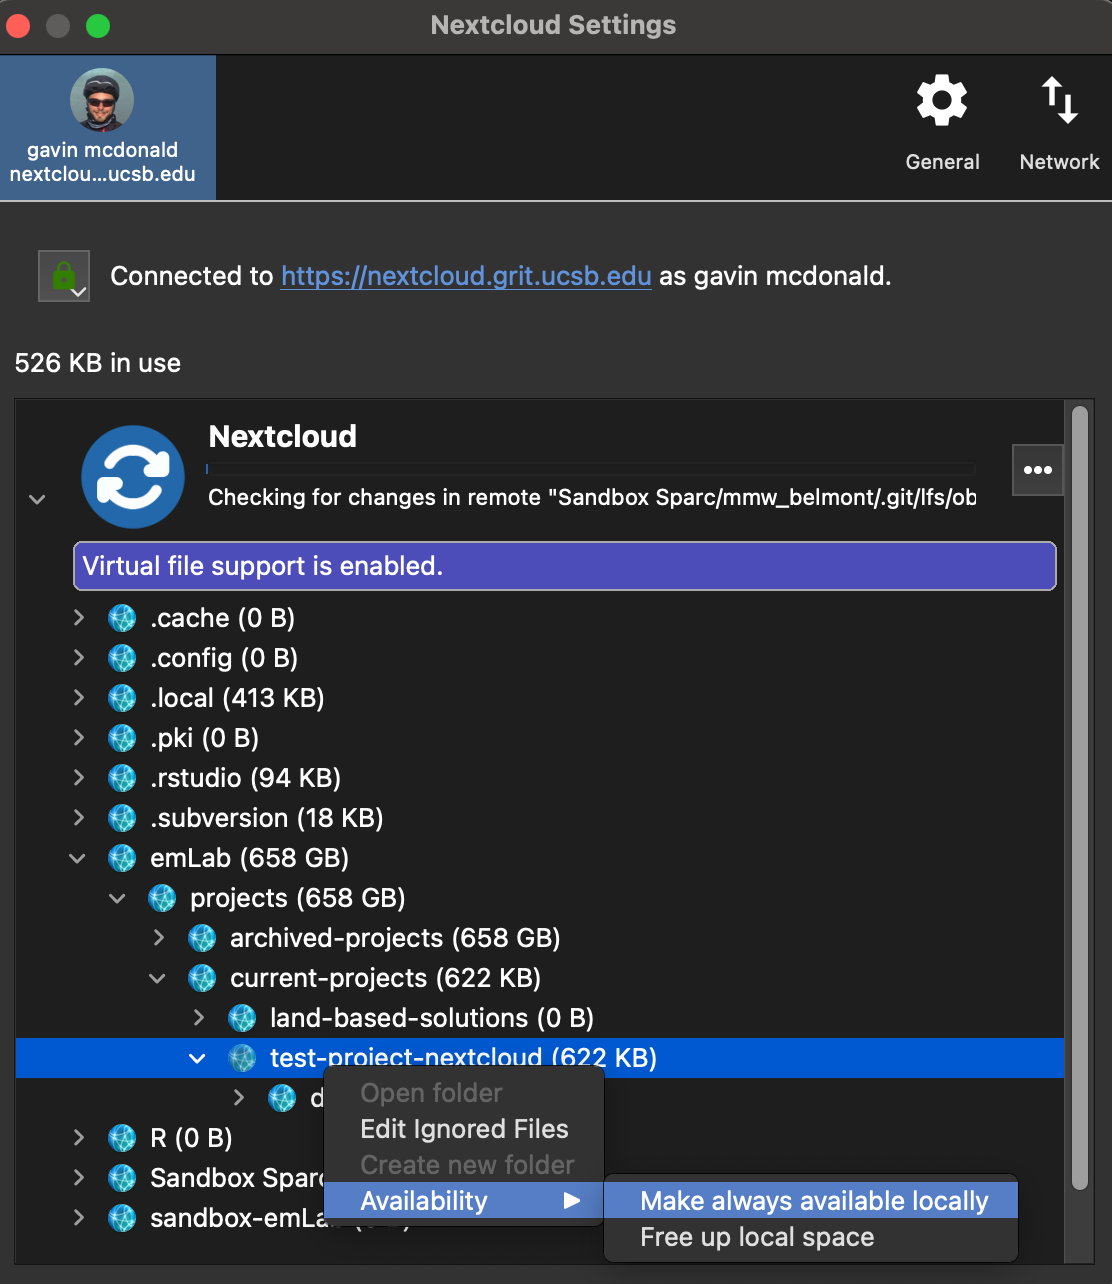 Nextcloud Settings
gavin mcdonald
nextclou...ucsb.edu
General
Network
Connected to https://nextcloud.grit.ucsb.edu as gavin mcdonald.
526 KB in use
Nextcloud
Checking for changes in remote "Sandbox Sparc/mmw_belmont/.git/lfs/ob
Virtual file support is enabled.
.cache (0 B)
.config (0 B)
.local (413 KB)
.pki (0 B)
.rstudio (94 KB)
.subversion (18 KB)
emLab (658 GB)
projects (658 GB)
archived-projects (658 GB)
current-projects (622 KB)
land-based-solutions (0 B)
test-project-nextcloud (622 KB)
d
R (0 B)
Sandbox Sparc
sandbox-emLa
Open folder
Edit Ignored Files
Create new folder
Availability
Make always available locally
Free up local space